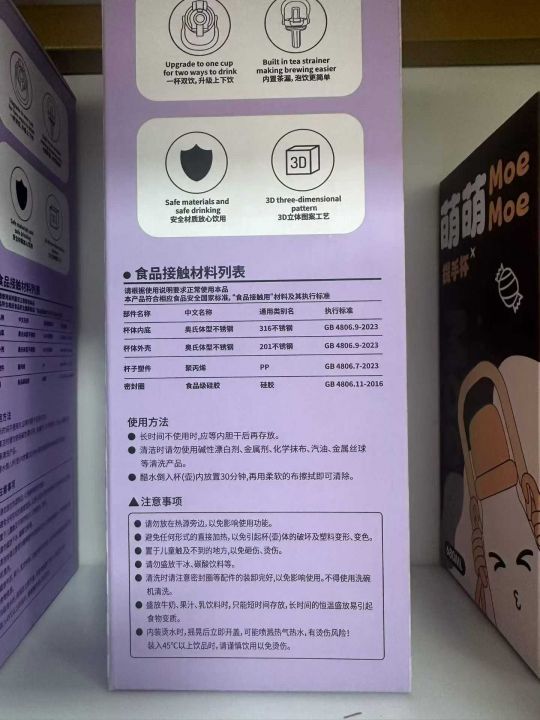 Upgrade to one cup
for two ways to drink
一杯双饮, 升级上下饮
Built in tea strainer
making brewing easier
内置茶漏, 泡饮更简单
3D
Safe materials and
safe drinking
安全材质放心饮用
3D three-dimensional
pattern
3D立体图案工艺
● 食品接触材料列表
请根据使用说明要求正常使用本品
本产品符合相应食品安全国家标准, "食品接触用"材料及其执行标准
部件名称 中文名称 通用类别名 执行标准
杯体内底 奥氏体型不锈钢 316不锈钢 GB 4806.9-2023
杯体外壳 奥氏体型不锈钢 201不锈钢 GB 4806.9-2023
杯子塑件 聚丙烯 PP GB 4806.7-2023
密封圈 食品级硅胶 硅胶 GB 4806.11-2016
使用方法
● 长时间不使用时,应等内胆干后再存放。
● 清洁时请勿使用碱性漂白剂、金属剂、化学抹布、汽油、金属丝球
等清洗产品。
● 醋水倒入杯(壶)内放置30分钟,再用柔软的布擦拭即可清除。
▲注意事项
● 请勿放在热源旁边, 以免影响使用功能。
● 避免任何形式的直接加热,以免引起杯(壶)体的破坏及塑料变形、变色。
● 置于儿童触及不到的地方,以免砸伤、烫伤。
● 请勿盛放干冰、碳酸饮料等。
● 清洗时请注意密封圈等配件的装卸完好,以免影响使用。不得使用洗碗
机清洗。
● 盛放牛奶、果汁、乳饮料时,只能短时间存放,长时间的恒温盛放易引起
食物变质。
● 内装烫水时,摇晃后立即开盖,可能喷溅热气热水,有烫伤风险!
装入45℃以上饮品时,请谨慎饮用以免烫伤。
萌萌
Moe
Moe
提手杯